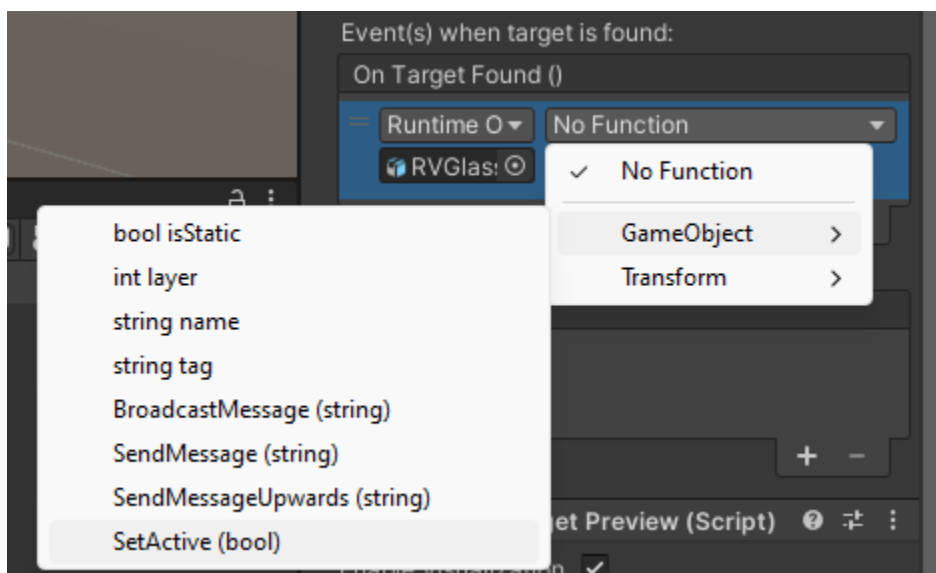 Event(s) when target is found:
On Target Found ()
Runtime O
No Function
RVGlas
No Function
GameObject
Transform
bool isStatic
int layer
string name
string tag
BroadcastMessage (string)
SendMessage (string)
SendMessageUpwards (string)
SetActive (bool)
+ −
et Preview (Script)